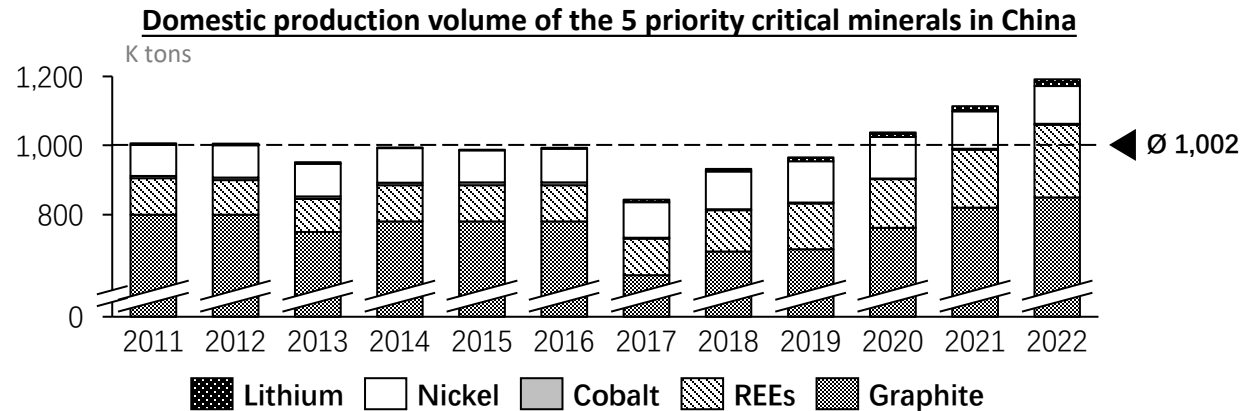 Domestic production volume of the 5 priority critical minerals in China
K tons
1,200
1,000
Ø 1,002
800
0
2011 2012 2013 2014 2015 2016 2017 2018 2019 2020 2021 2022
Lithium Nickel Cobalt REEs Graphite